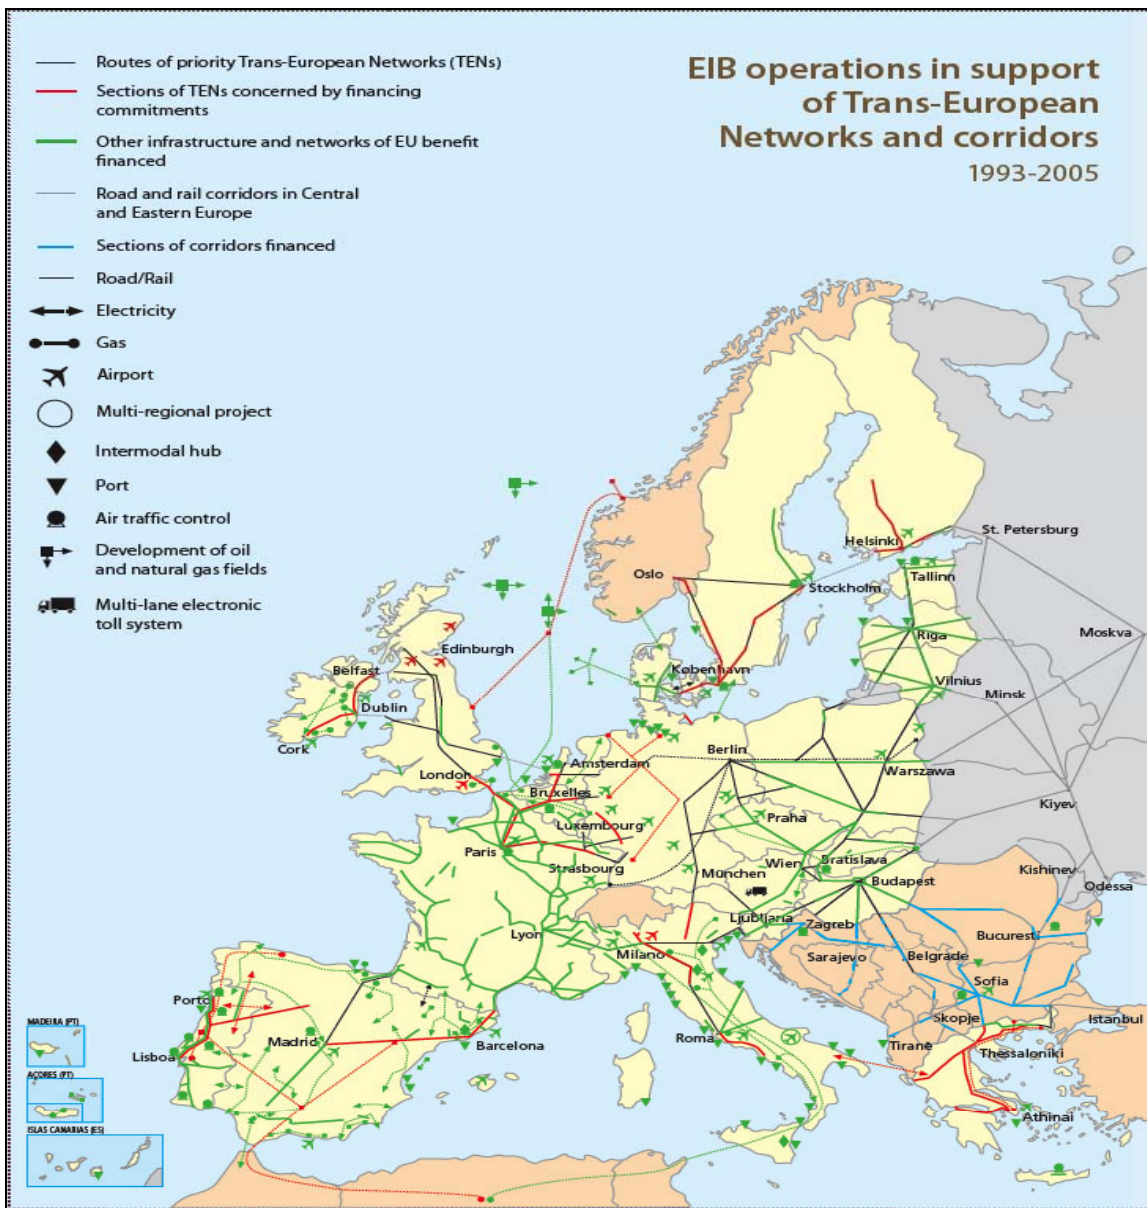 Routes of priority Trans-European Networks (TENs)
Sections of TENs concerned by financing
commitments
Other infrastructure and networks of EU benefit
financed
Road and rail corridors in Central
and Eastern Europe
Sections of corridors financed
Road/Rail
Electricity
Gas
Airport
Multi-regional project
Intermodal hub
Port
Air traffic control
Development of oil
and natural gas fields
Multi-lane electronic
toll system
EIB operations in support
of Trans-European
Networks and corridors
1993-2005
St. Petersburg
Helsinki
Oslo
Tallinn
Stockholm
Moskva
Riga
Edinburgh
Belfast
København
Vilnius
Minsk
Dublin
Cork
Berlin
Amsterdam
London
Warszawa
Bruxelles
Kiyev
Luxembourg
Praha
Paris
Strasbourg
Wien
Bratislava
München
Kishinev
Budapest
Odessa
Ljubljana
Zagreb
Lyon
Bucuresti
Milano
Sarajevo
Belgrade
Sofia
Porto
Skopje
Istanbul
MADEIRA (PT)
Madrid
Barcelona
Roma
Tiranë
Thessaloniki
Lisboa
AÇORES (PT)
Athinai
ISLAS CANARIAS (ES)